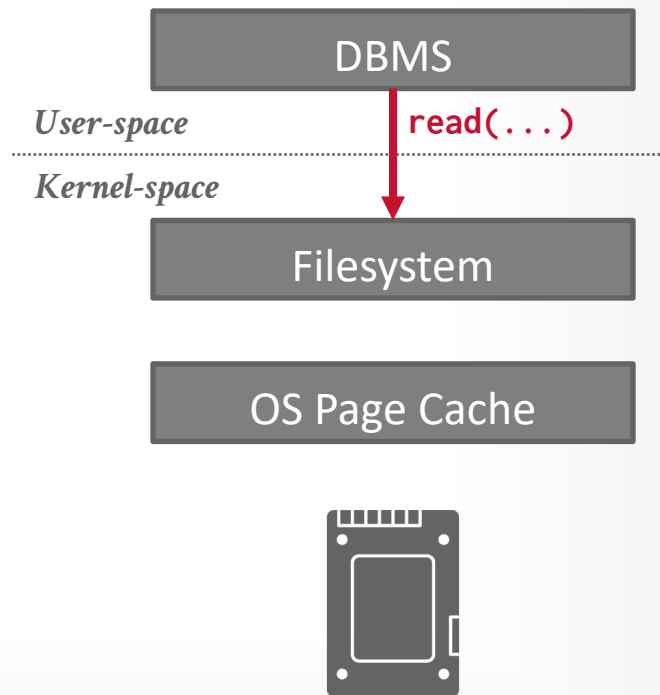 DBMS
User-space
read(...)
Kernel-space
Filesystem
OS Page Cache